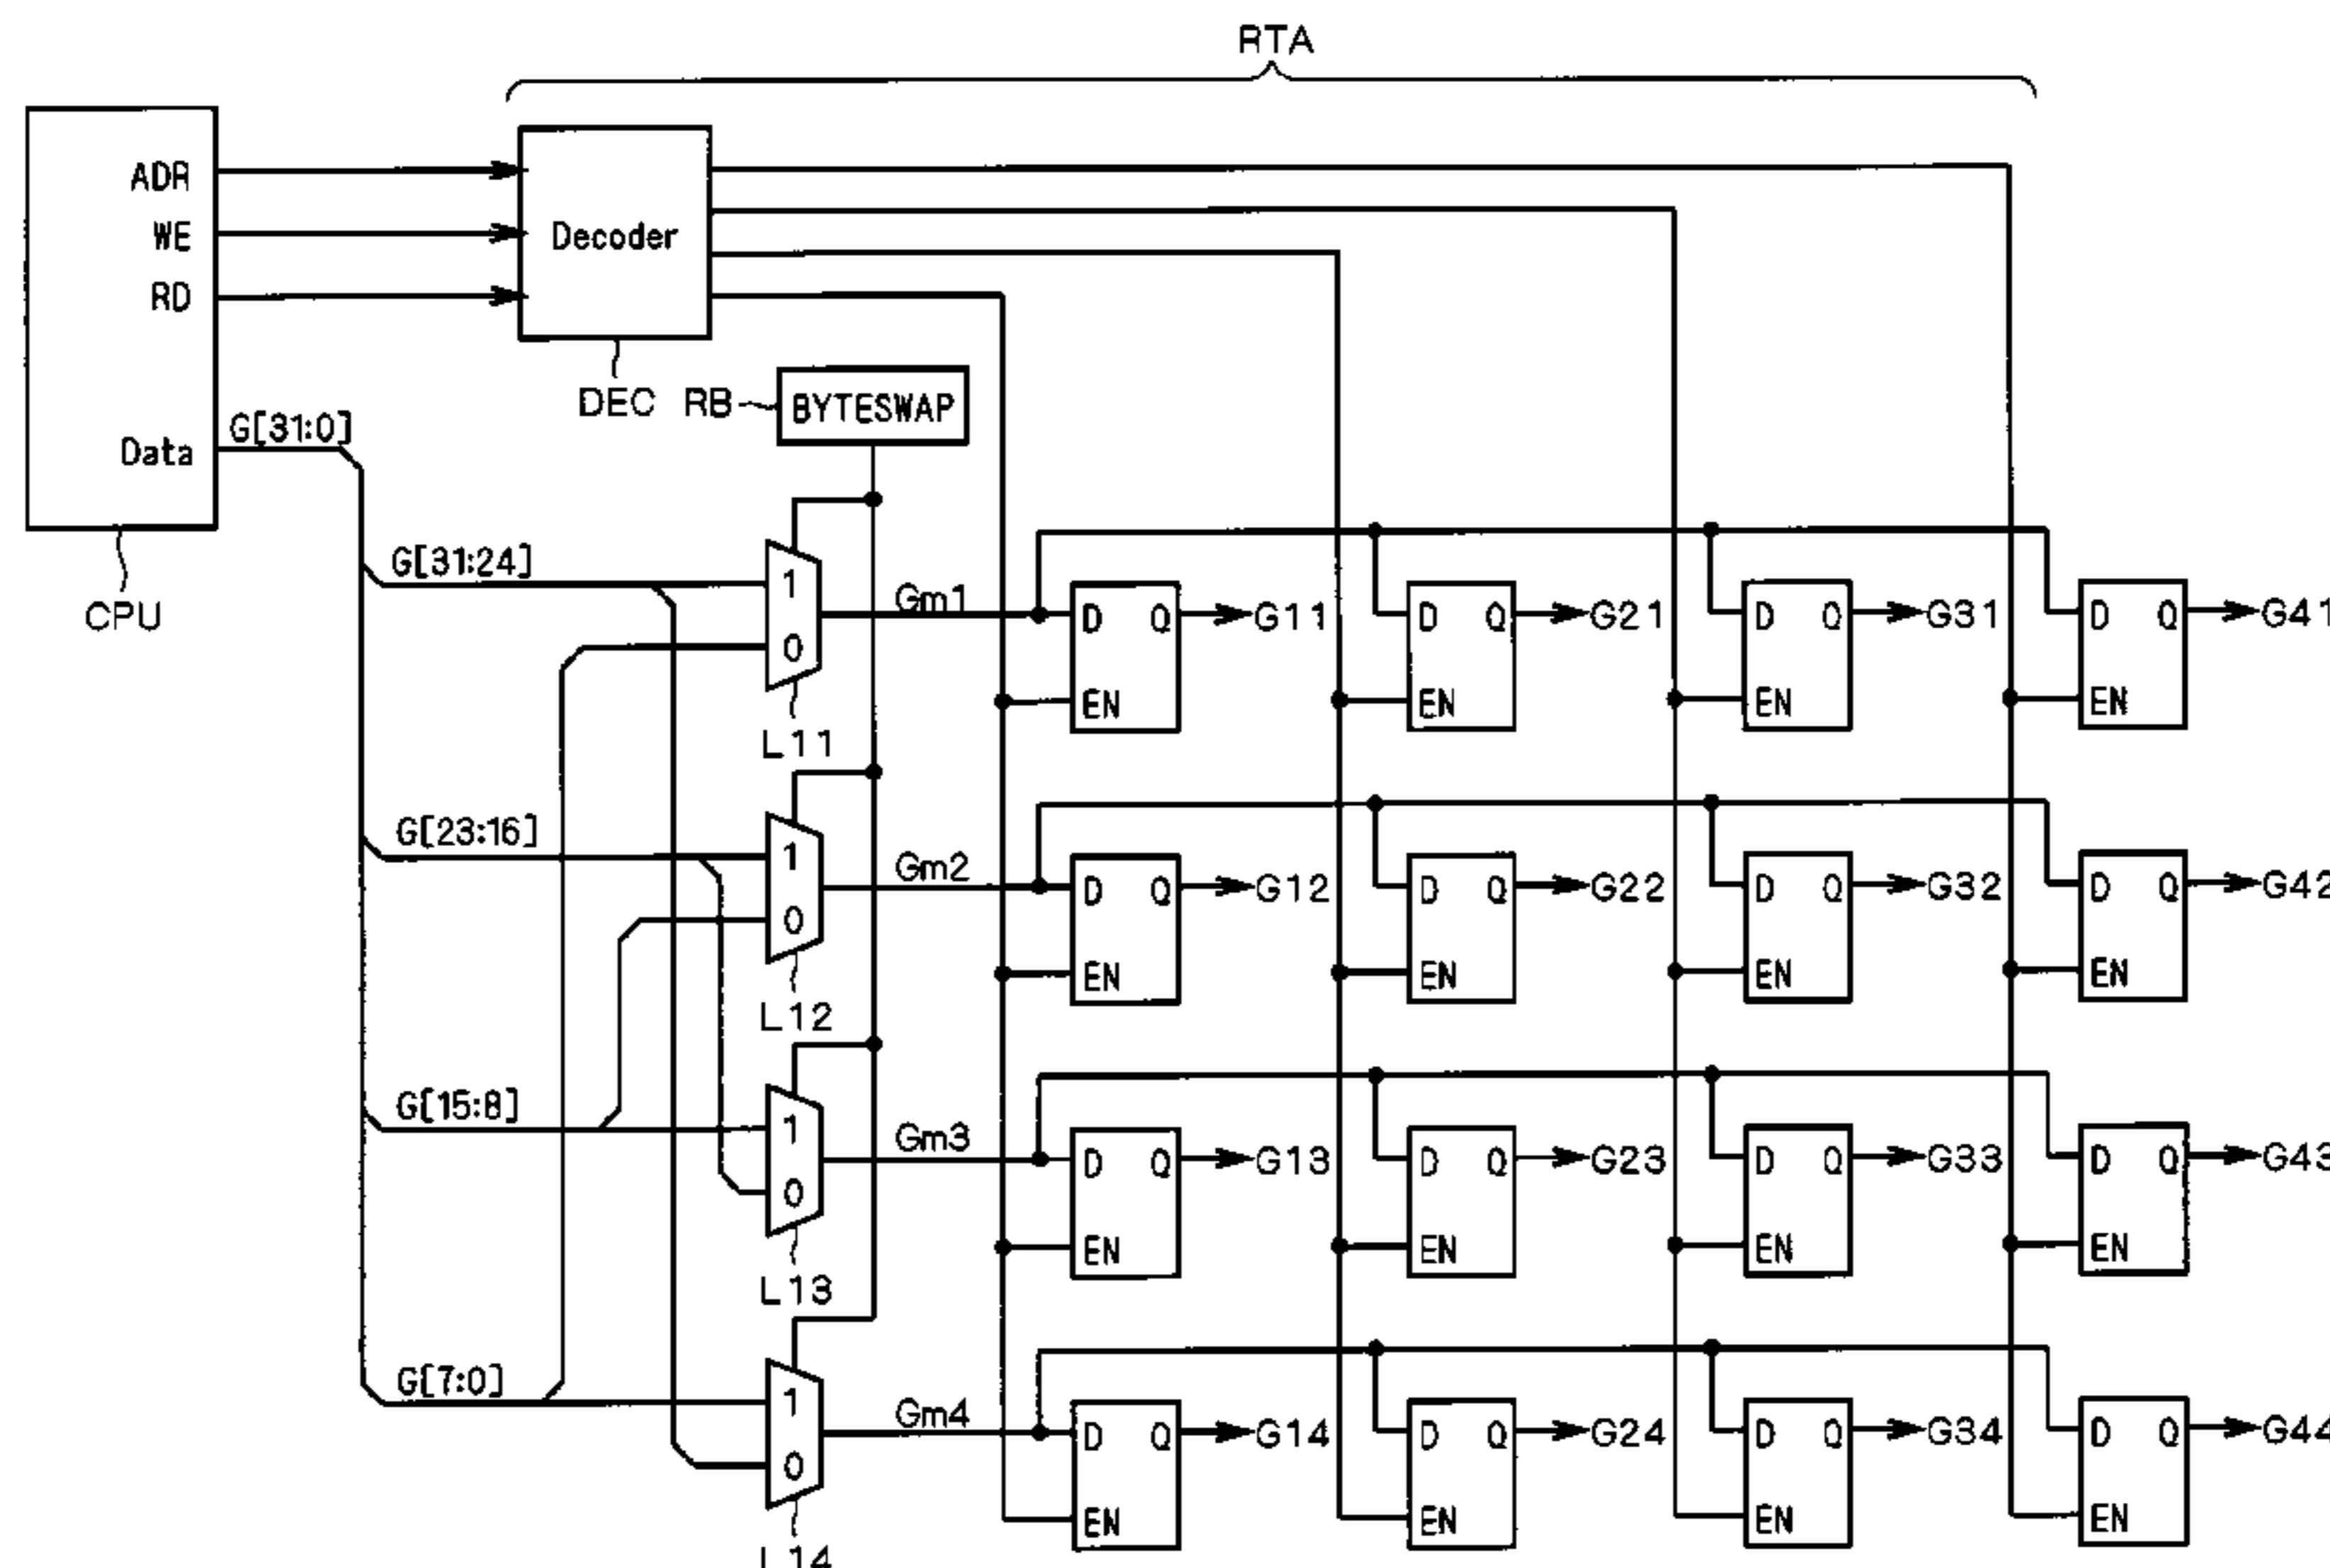 RTA
CPU
ADR
WE
RD
Data
Decoder
DEC
RB
BYTESWAP
G[31:0]
G[31:24]
1
0
L11
Gm1
D Q
EN
G11
D Q
EN
G21
D Q
EN
G31
D Q
EN
G41
G[23:16]
1
0
L12
Gm2
D Q
EN
G12
D Q
EN
G22
D Q
EN
G32
D Q
EN
G42
G[15:8]
1
0
L13
Gm3
D Q
EN
G13
D Q
EN
G23
D Q
EN
G33
D Q
EN
G43
G[7:0]
1
0
L14
Gm4
D Q
EN
G14
D Q
EN
G24
D Q
EN
G34
D Q
EN
G44